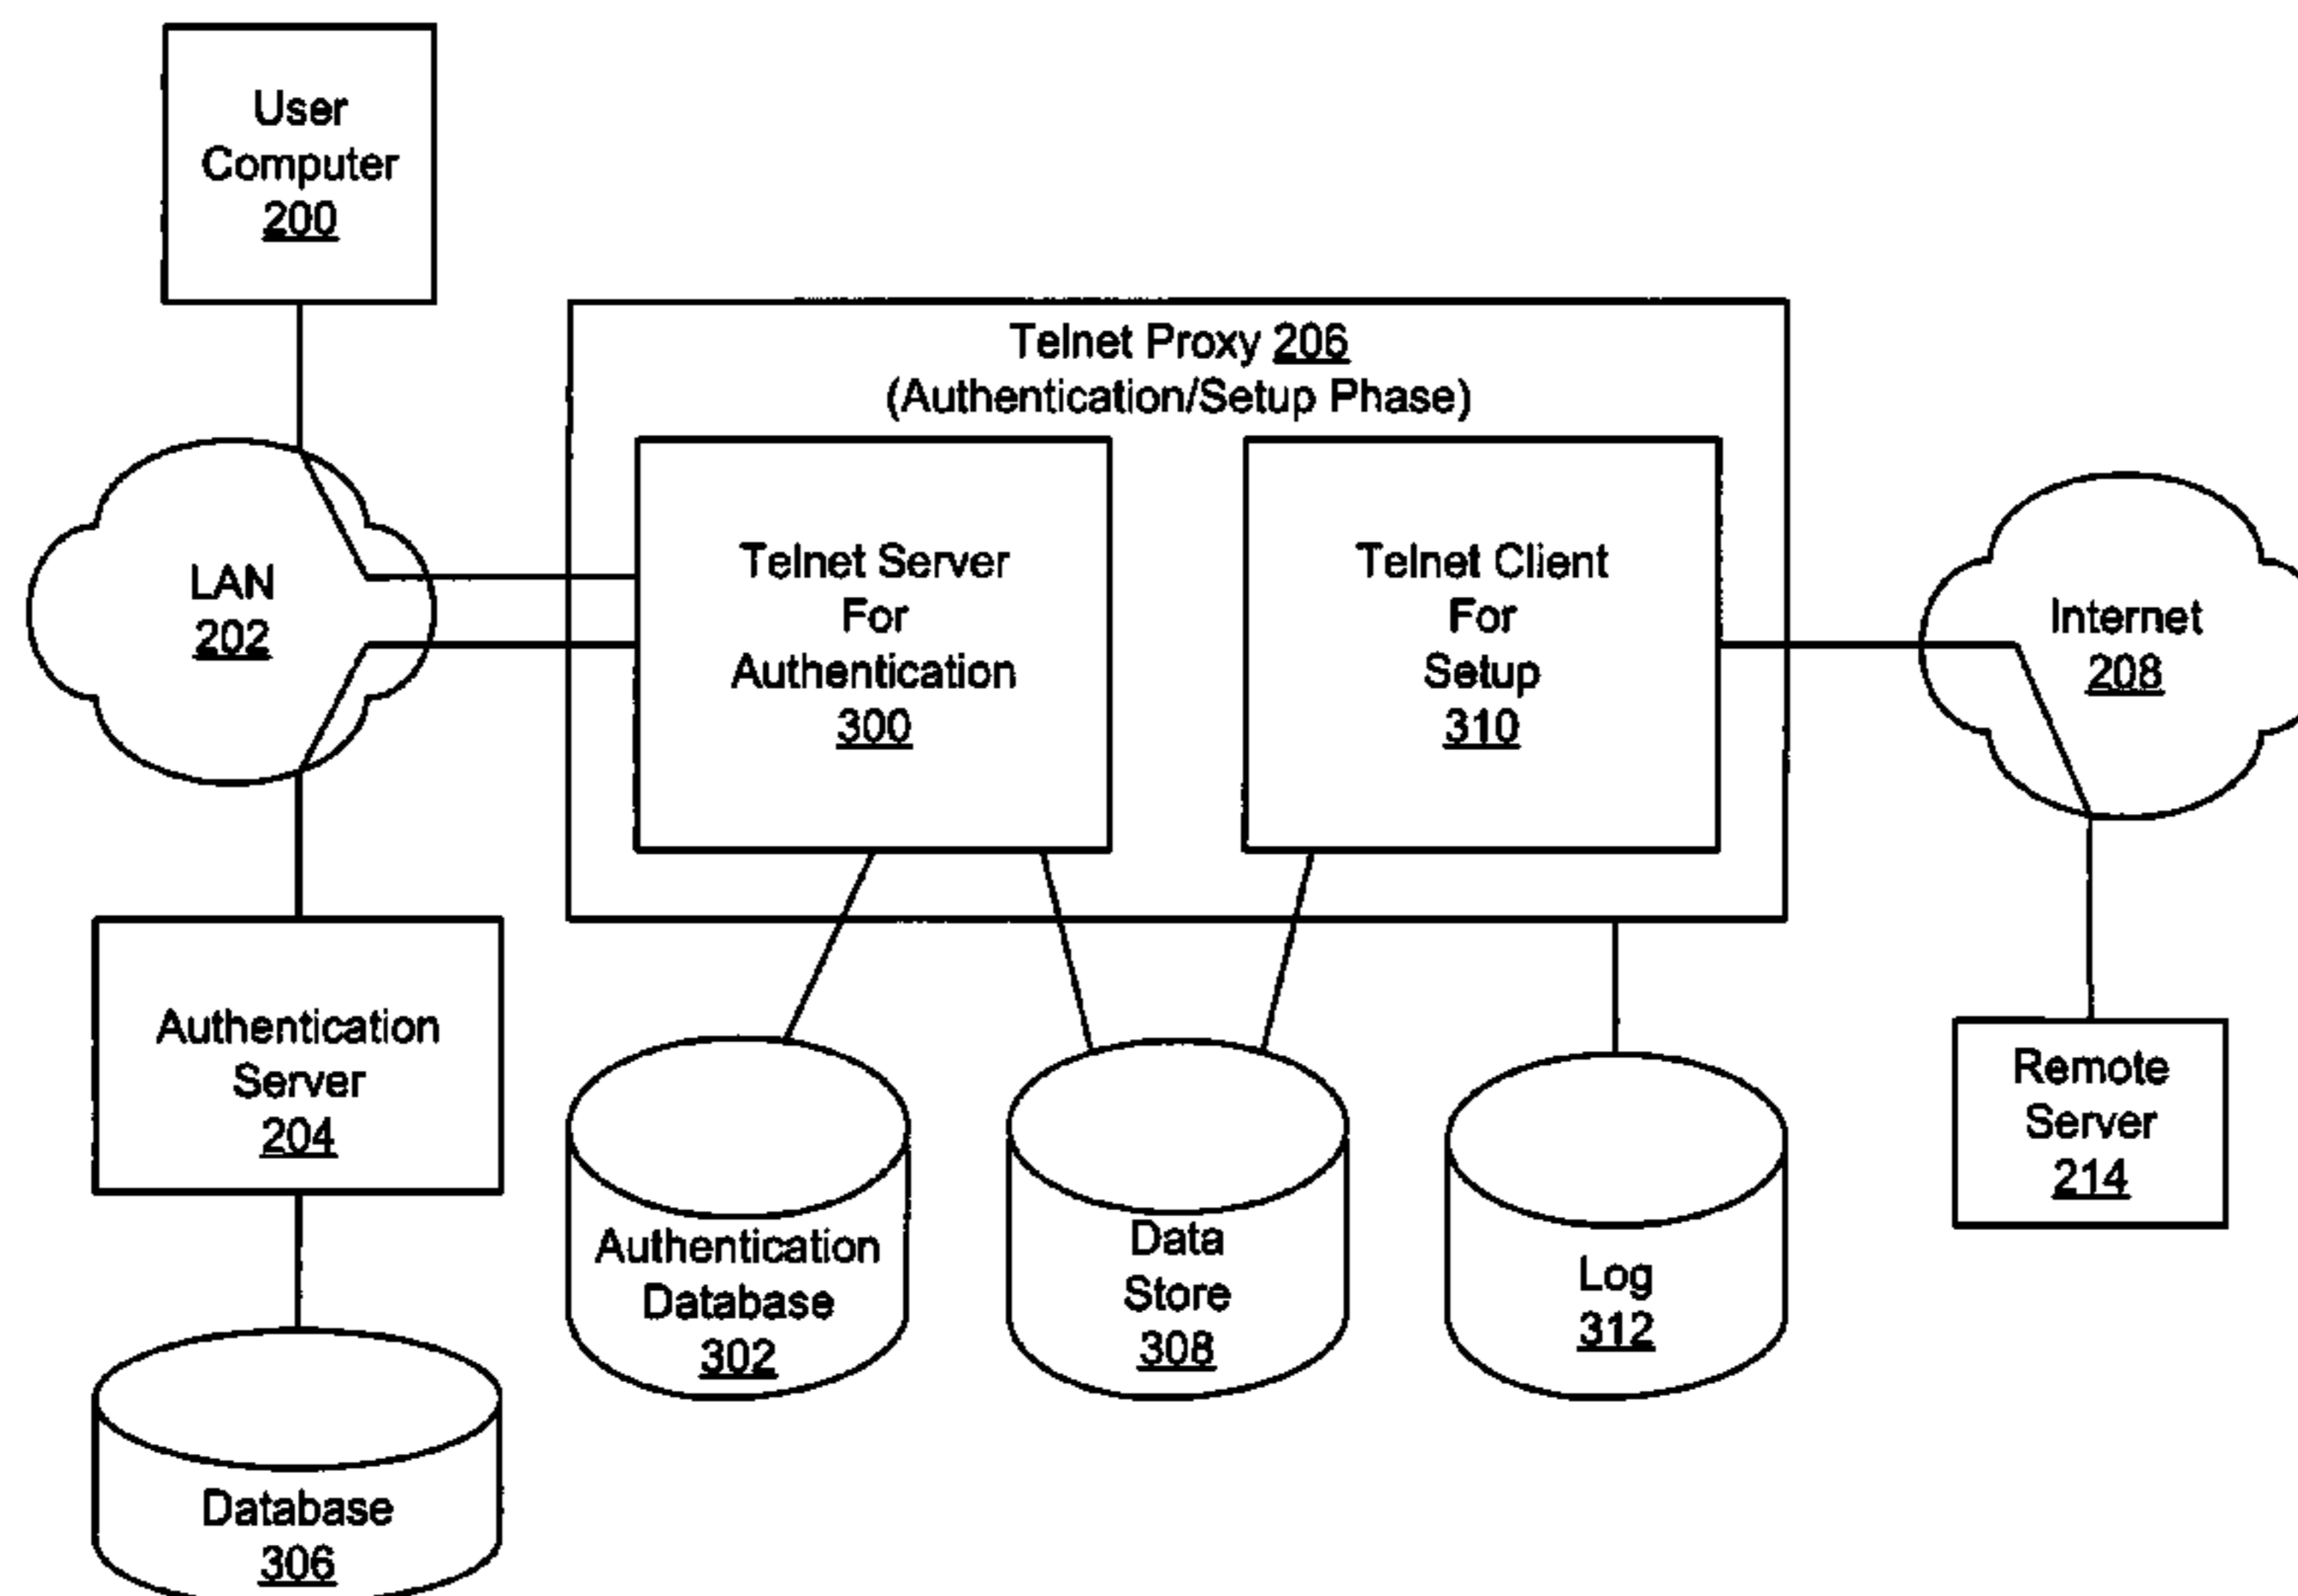 User
Computer
200
Telnet Proxy 206
(Authentication/Setup Phase)
LAN
202
Telnet Server
For
Authentication
300
Telnet Client
For
Setup
310
Internet
208
Authentication
Server
204
Remote
Server
214
Authentication
Database
302
Data
Store
308
Log
312
Database
306